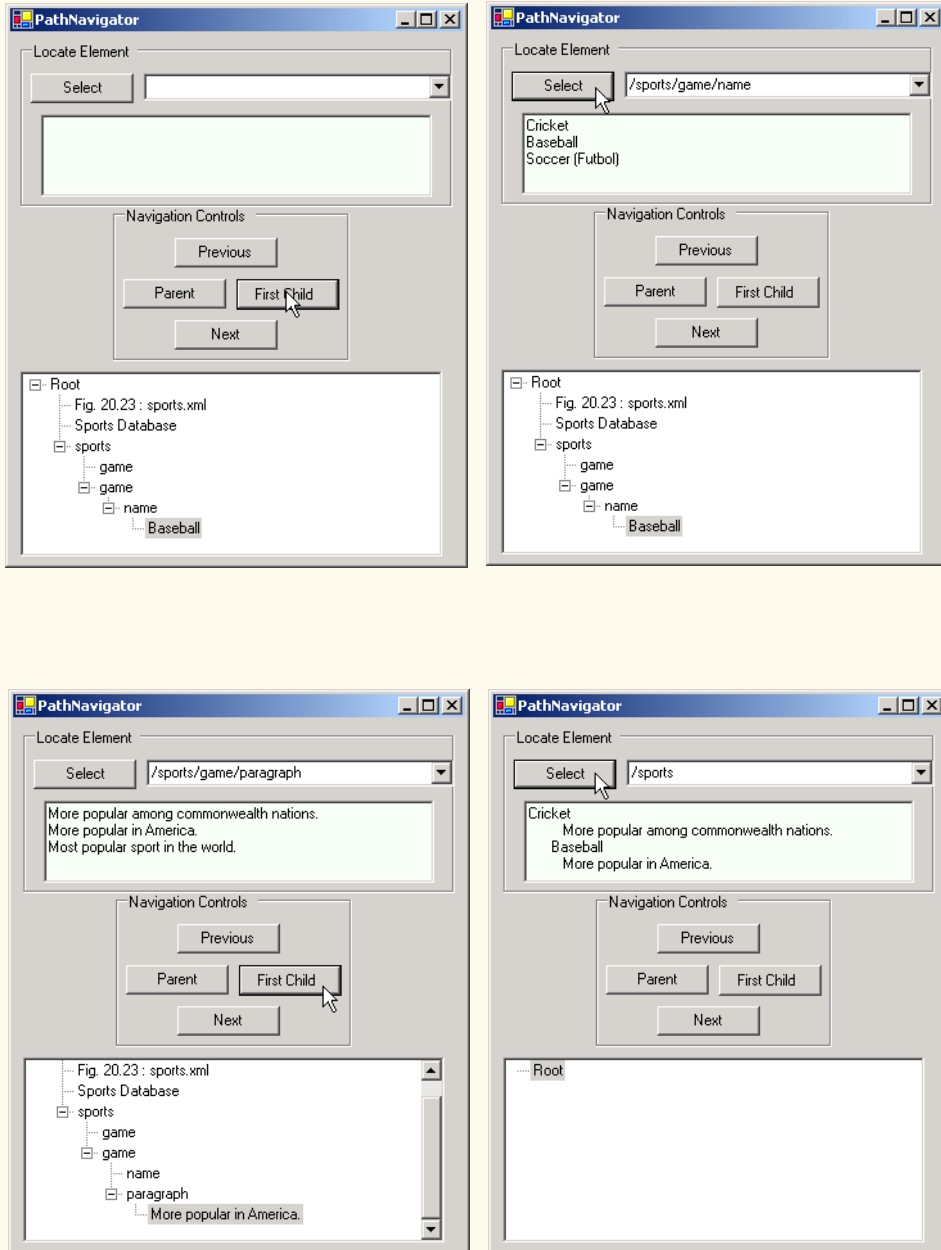 PathNavigator
Locate Element
Select
Navigation Controls
Previous
Parent First Child
Next
Root
Fig. 20.23 : sports.xml
Sports Database
sports
game
game
name
Baseball
PathNavigator
Locate Element
Select /sports/game/name
Cricket
Baseball
Soccer (Futbol)
Navigation Controls
Previous
Parent First Child
Next
Root
Fig. 20.23 : sports.xml
Sports Database
sports
game
game
name
Baseball
PathNavigator
Locate Element
Select /sports/game/paragraph
More popular among commonwealth nations.
More popular in America.
Most popular sport in the world.
Navigation Controls
Previous
Parent First Child
Next
Fig. 20.23 : sports.xml
Sports Database
sports
game
game
name
paragraph
More popular in America.
PathNavigator
Locate Element
Select /sports
Cricket
More popular among commonwealth nations.
Baseball
More popular in America.
Navigation Controls
Previous
Parent First Child
Next
Root